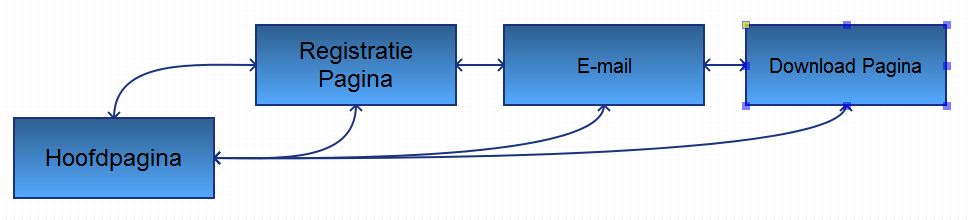 Registratie
Pagina
E-mail
Download Pagina
Hoofdpagina